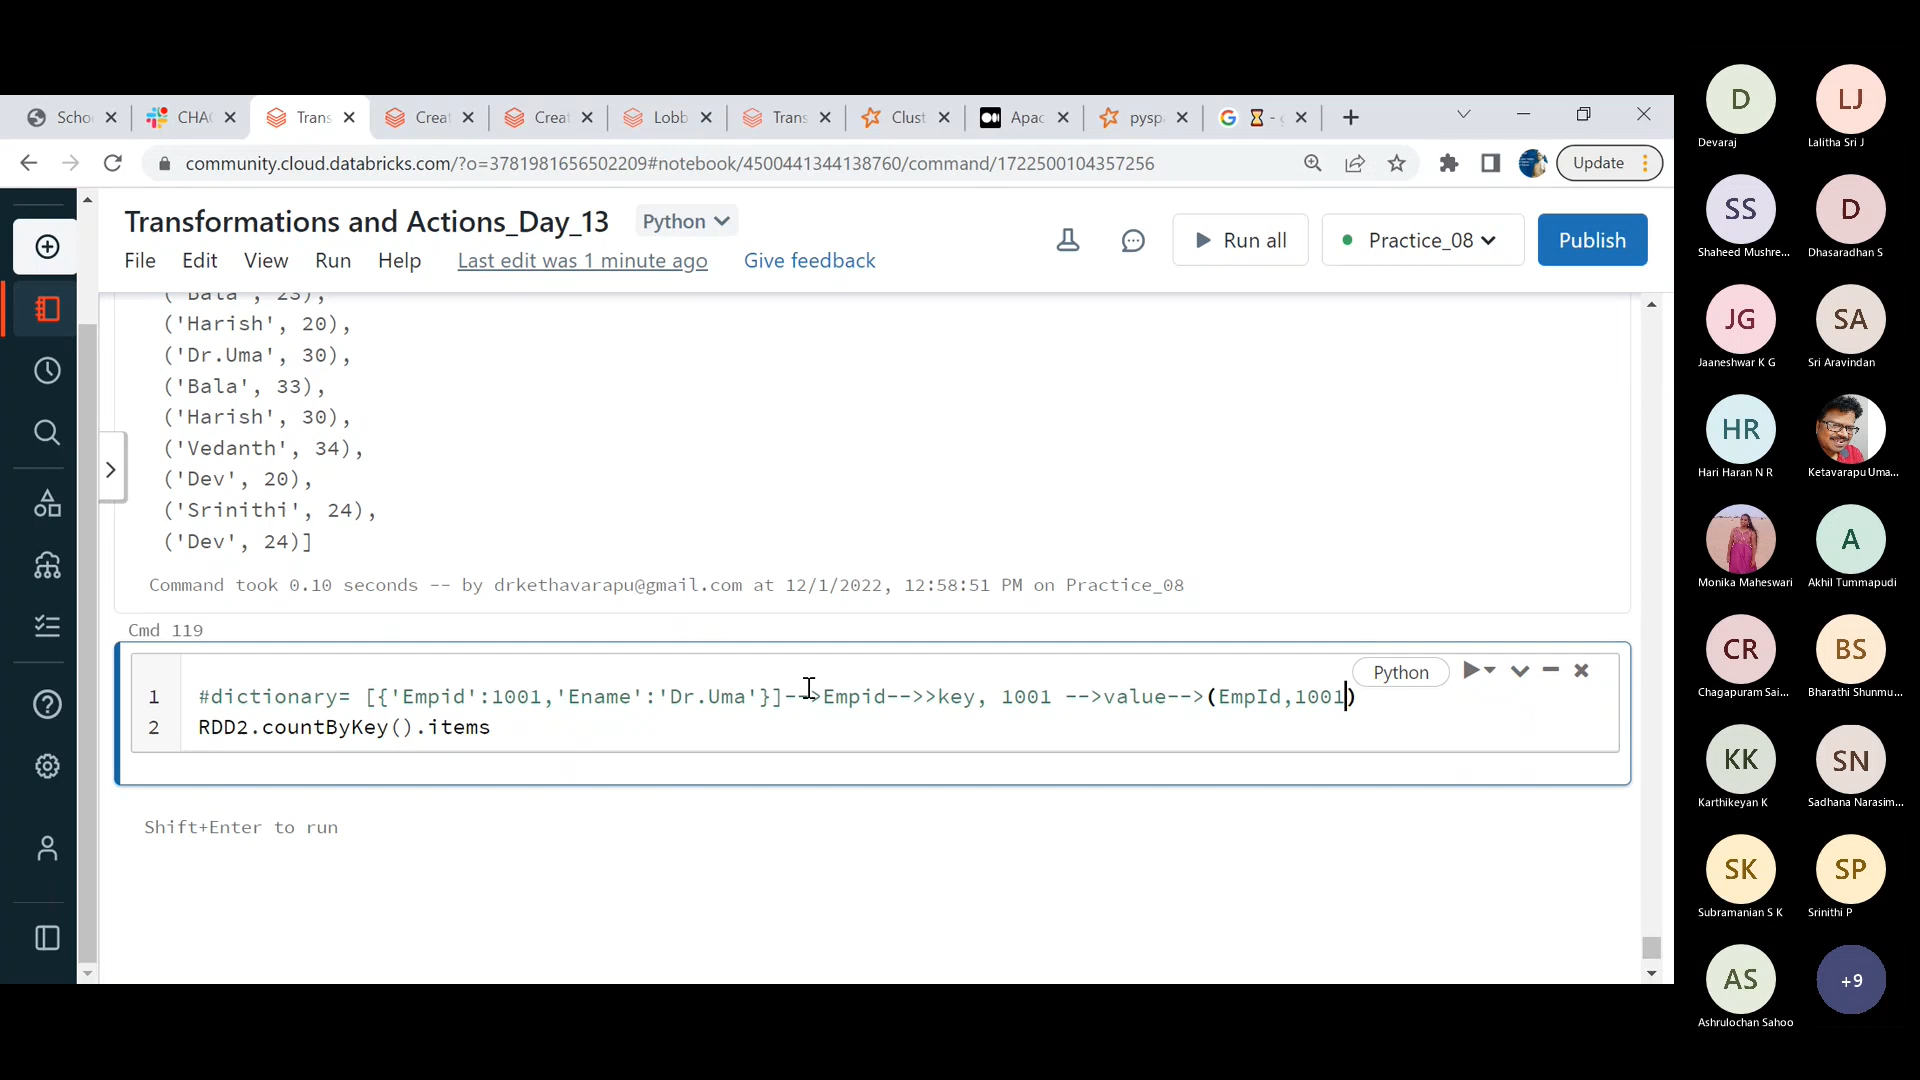 Scho
CHAC
Trans
Creat
Creat
Lobb
Trans
Clust
Apac
pysp
community.cloud.databricks.com/?o=3781981656502209#notebook/4500441344138760/command/1722500104357256
Update
Transformations and Actions_Day_13
Python
File Edit View Run Help Last edit was 1 minute ago Give feedback
Run all
Practice_08
Publish
('Bala', 23),
('Harish', 20),
('Dr.Uma', 30),
('Bala', 33),
('Harish', 30),
('Vedanth', 34),
('Dev', 20),
('Srinithi', 24),
('Dev', 24)]
Command took 0.10 seconds -- by drkethavarapu@gmail.com at 12/1/2022, 12:58:51 PM on Practice_08
Cmd 119
Python
1 #dictionary= [{'Empid':1001,'Ename':'Dr.Uma'}]-->Empid-->>key, 1001 -->value-->(EmpId,1001)
2 RDD2.countByKey().items
Shift+Enter to run
D
Devaraj
LJ
Lalitha Sri J
SS
Shaheed Mushre...
D
Dhasaradhan S
JG
Jaaneshwar K G
SA
Sri Aravindan
HR
Hari Haran N R
Ketavarapu Uma...
Monika Maheswari
A
Akhil Tummapudi
CR
Chagapuram Sai...
BS
Bharathi Shunmu...
KK
Karthikeyan K
SN
Sadhana Narasim...
SK
Subramanian S K
SP
Srinithi P
AS
Ashrulochan Sahoo
+9